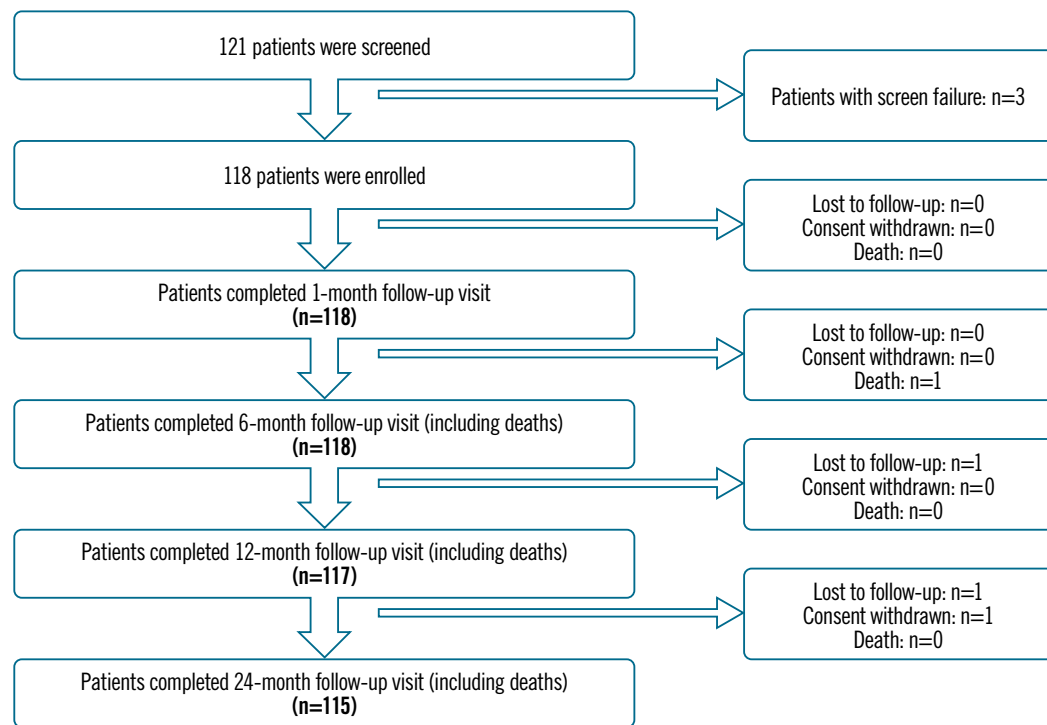 121 patients were screened
Patients with screen failure: n=3
118 patients were enrolled
Lost to follow-up: n=0
Consent withdrawn: n=0
Death: n=0
Patients completed 1-month follow-up visit
(n=118)
Lost to follow-up: n=0
Consent withdrawn: n=0
Death: n=1
Patients completed 6-month follow-up visit (including deaths)
(n=118)
Lost to follow-up: n=1
Consent withdrawn: n=0
Death: n=0
Patients completed 12-month follow-up visit (including deaths)
(n=117)
Lost to follow-up: n=1
Consent withdrawn: n=1
Death: n=0
Patients completed 24-month follow-up visit (including deaths)
(n=115)